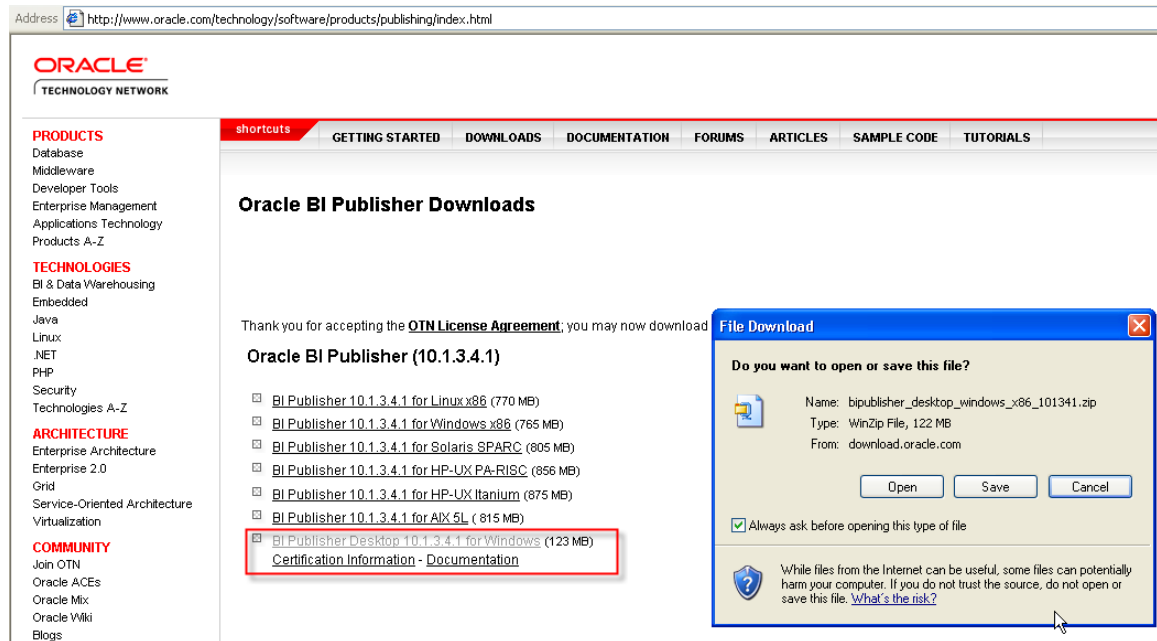 Address http://www.oracle.com/technology/software/products/publishing/index.html
ORACLE
TECHNOLOGY NETWORK
shortcuts GETTING STARTED DOWNLOADS DOCUMENTATION FORUMS ARTICLES SAMPLE CODE TUTORIALS
PRODUCTS
Database
Middleware
Developer Tools
Enterprise Management
Applications Technology
Products A-Z
TECHNOLOGIES
BI & Data Warehousing
Embedded
Java
Linux
.NET
PHP
Security
Technologies A-Z
ARCHITECTURE
Enterprise Architecture
Enterprise 2.0
Grid
Service-Oriented Architecture
Virtualization
COMMUNITY
Join OTN
Oracle ACEs
Oracle Mix
Oracle Wiki
Blogs
Oracle BI Publisher Downloads
Thank you for accepting the OTN License Agreement; you may now download
Oracle BI Publisher (10.1.3.4.1)
BI Publisher 10.1.3.4.1 for Linux x86 (770 MB)
BI Publisher 10.1.3.4.1 for Windows x86 (765 MB)
BI Publisher 10.1.3.4.1 for Solaris SPARC (805 MB)
BI Publisher 10.1.3.4.1 for HP-UX PA-RISC (856 MB)
BI Publisher 10.1.3.4.1 for HP-UX Itanium (875 MB)
BI Publisher 10.1.3.4.1 for AIX 5L ( 815 MB)
BI Publisher Desktop 10.1.3.4.1 for Windows (123 MB)
Certification Information - Documentation
File Download
Do you want to open or save this file?
Name: bipublisher_desktop_windows_x86_101341.zip
Type: WinZip File, 122 MB
From: download.oracle.com
Open Save Cancel
Always ask before opening this type of file
While files from the Internet can be useful, some files can potentially
harm your computer. If you do not trust the source, do not open or
save this file. What's the risk?